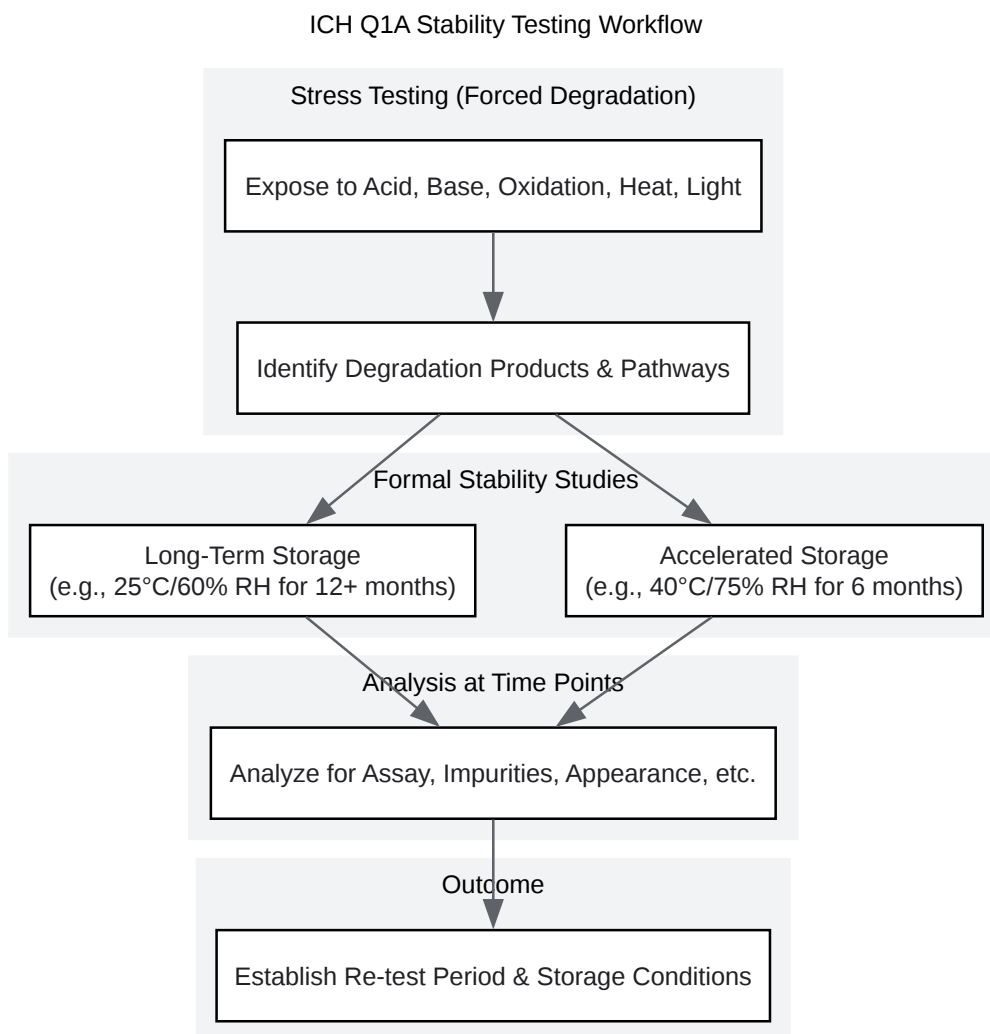 ICH Q1A Stability Testing Workflow
Stress Testing (Forced Degradation)
Expose to Acid, Base, Oxidation, Heat, Light
Identify Degradation Products & Pathways
Formal Stability Studies
Long-Term Storage
(e.g., 25°C/60% RH for 12+ months)
Accelerated Storage
(e.g., 40°C/75% RH for 6 months)
Analysis at Time Points
Analyze for Assay, Impurities, Appearance, etc.
Outcome
Establish Re-test Period & Storage Conditions